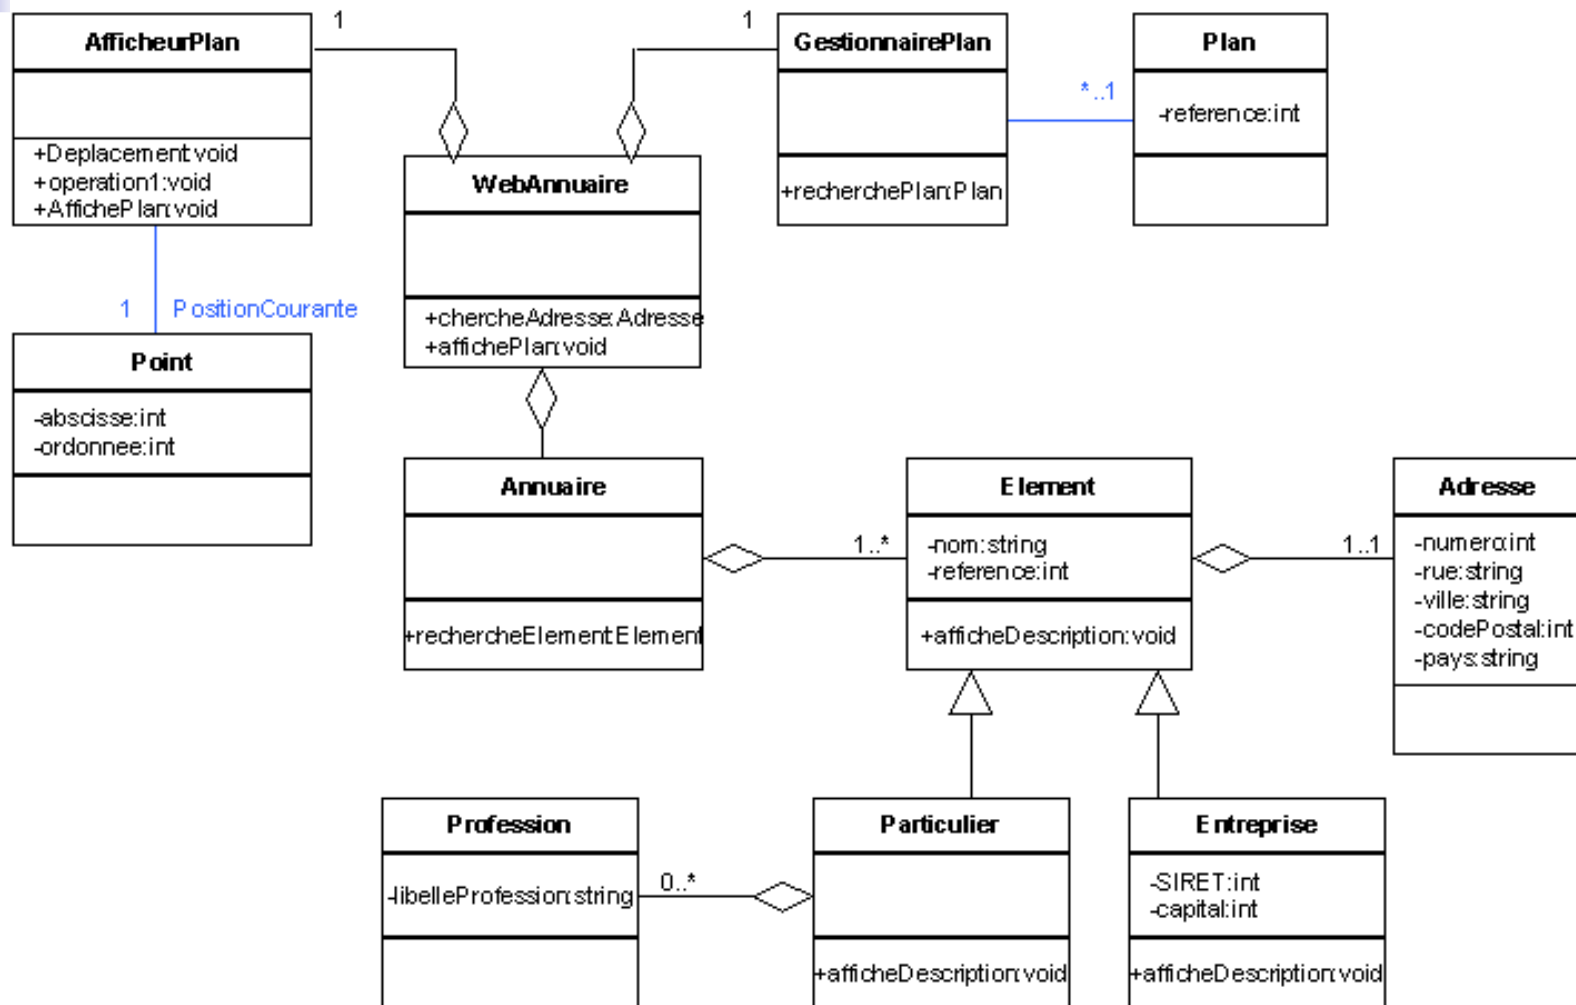 AfficheurPlan
+Deplacement:void
+operation1:void
+AffichePlan:void
1
1
GestionnairePlan
+recherchePlan:Plan
*..1
Plan
-reference:int
WebAnnuaire
+chercheAdresse:Adresse
+affichePlan:void
1
PositionCourante
Point
-abscisse:int
-ordonnee:int
Annuaire
+rechercheElement:Element
1..*
Element
-nom:string
-reference:int
+afficheDescription:void
1..1
Adresse
-numero:int
-rue:string
-ville:string
-codePostal:int
-pays:string
Profession
-libelleProfession:string
0..*
Particulier
+afficheDescription:void
Entreprise
-SIRET:int
-capital:int
+afficheDescription:void